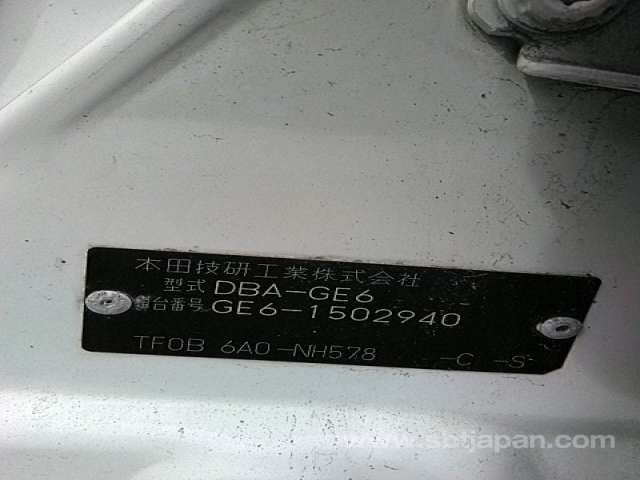 本田技研工業株式会社
型式 DBA-GE6
車台番号 GE6-1502940
TF0B 6A0-NH578 -C -S
www.sbtjapan.com